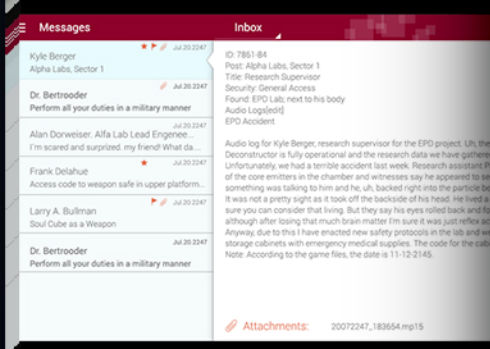 Messages
Inbox
Kyle Berger
Jul.20.2247
Alpha Labs, Sector 1
Dr. Bertrooder
Jul.20.2247
Perform all your duties in a military manner
Alan Dorweiser. Alfa Lab Lead Engenee...
Jul.20.2247
I'm scared and surprized. my friend! What da...
Frank Delahue
Jul.20.2247
Access code to weapon safe in upper platform...
Larry A. Bullman
Jul.20.2247
Soul Cube as a Weapon
Dr. Bertrooder
Jul.20.2247
Perform all your duties in a military manner
ID: 7861-84
Post: Alpha Labs, Sector 1
Title: Research Supervisor
Security: General Access
Found: EPD Lab; next to his body
Audio Logs[edit]
EPD Accident
Audio log for Kyle Berger, research supervisor for the EPD project. Uh, the
Deconstructor is fully operational and the research data we have gathere
Unfortunately, we had a terrible accident last week. Research assistant P
of the core emitters in the chamber and witnesses say he appeared to se
something was talking to him and he, uh, backed right into the particle be
It was not a pretty sight as it took off the backside of his head. He lived a
sure you can consider that living. But they say his eyes rolled back and fo
although after losing that much brain matter I'm sure it was just reflex ac
Anyway, due to this I have enacted new safety protocols in the lab and we
storage cabinets with emergency medical supplies. The code for the cab
Note: According to the game files, the date is 11-12-2145.
Attachments:
20072247_183654.mp15